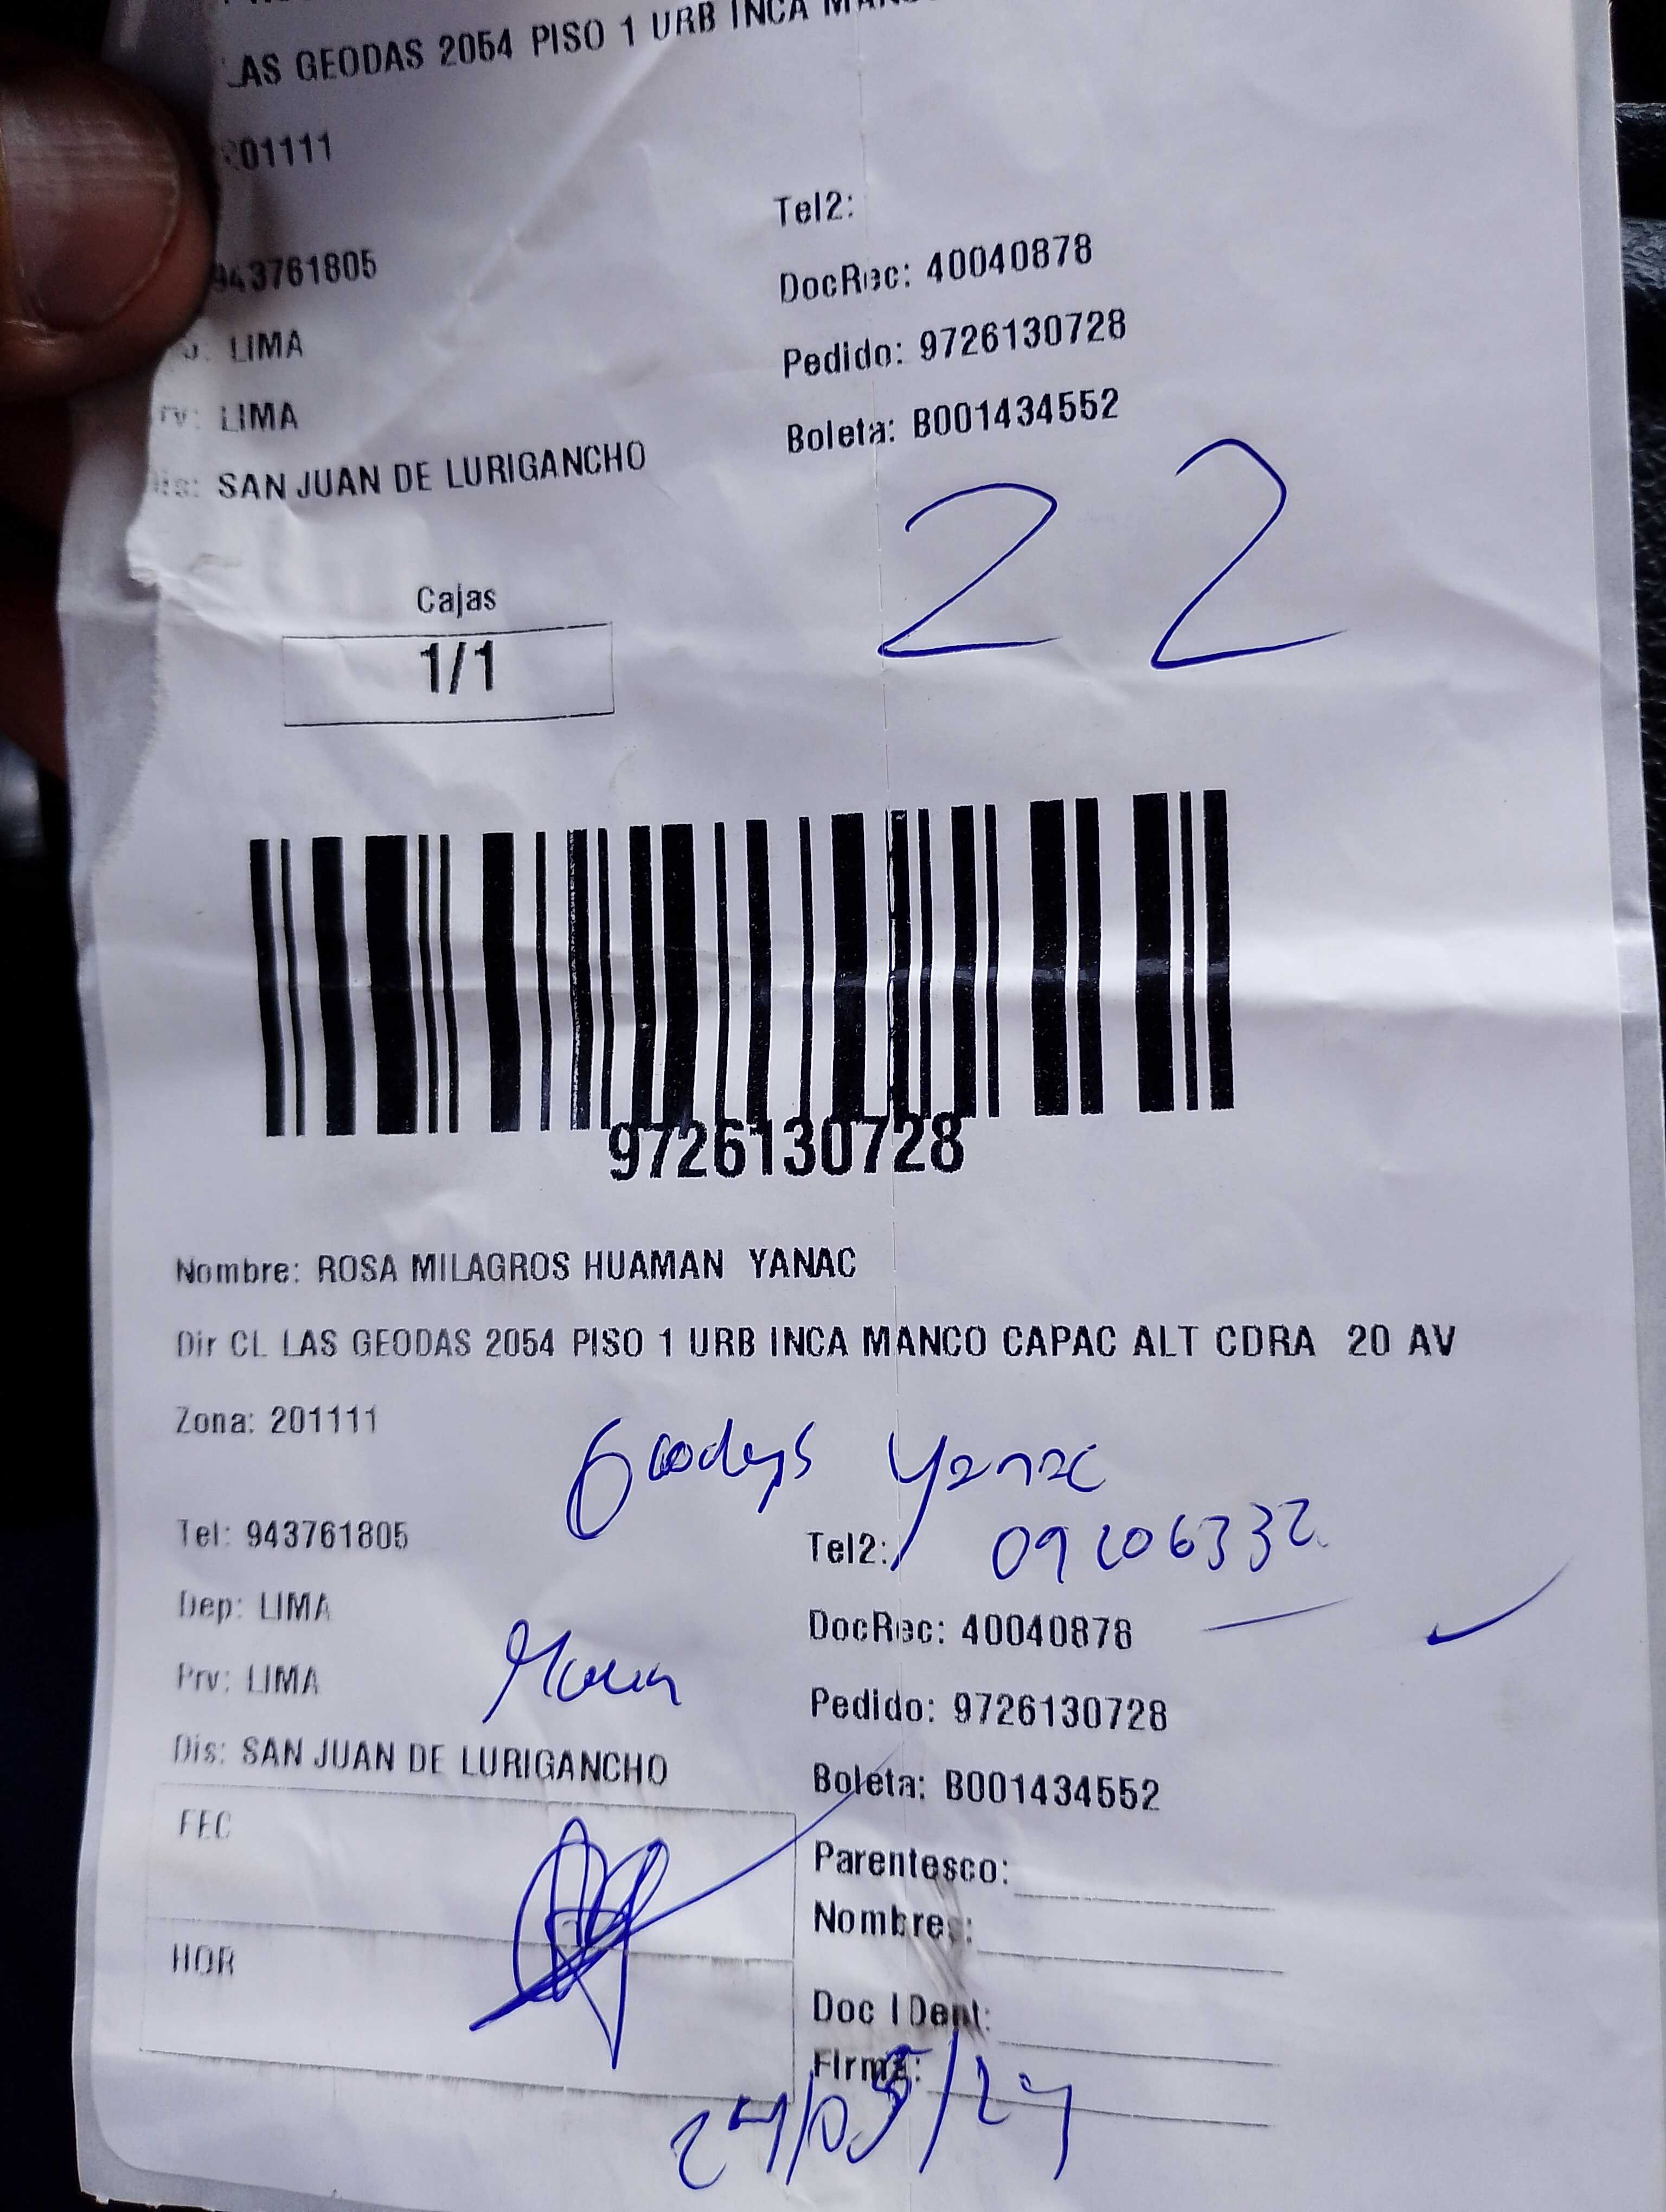 LAS GEODAS 2054 PISO 1 URB INCA
201111
943761805
Tel2:
DocRec: 40040878
LIMA
Pedido: 9726130728
LIMA
Boleta: B001434552
SAN JUAN DE LURIGANCHO
22
Cajas
1/1
9726130728
Nombre: ROSA MILAGROS HUAMAN YANAC
Dir CL LAS GEODAS 2054 PISO 1 URB INCA MANCO CAPAC ALT CDRA 20 AV
Zona: 201111
Yanac
Tel: 943761805
Tel2:
Dep: LIMA
DocRec: 40040878
Prv: LIMA
Pedido: 9726130728
Dis: SAN JUAN DE LURIGANCHO
Boleta: B001434552
FEC
Parentesco:
Nombre:
HOR
Doc IDent:
Firma: